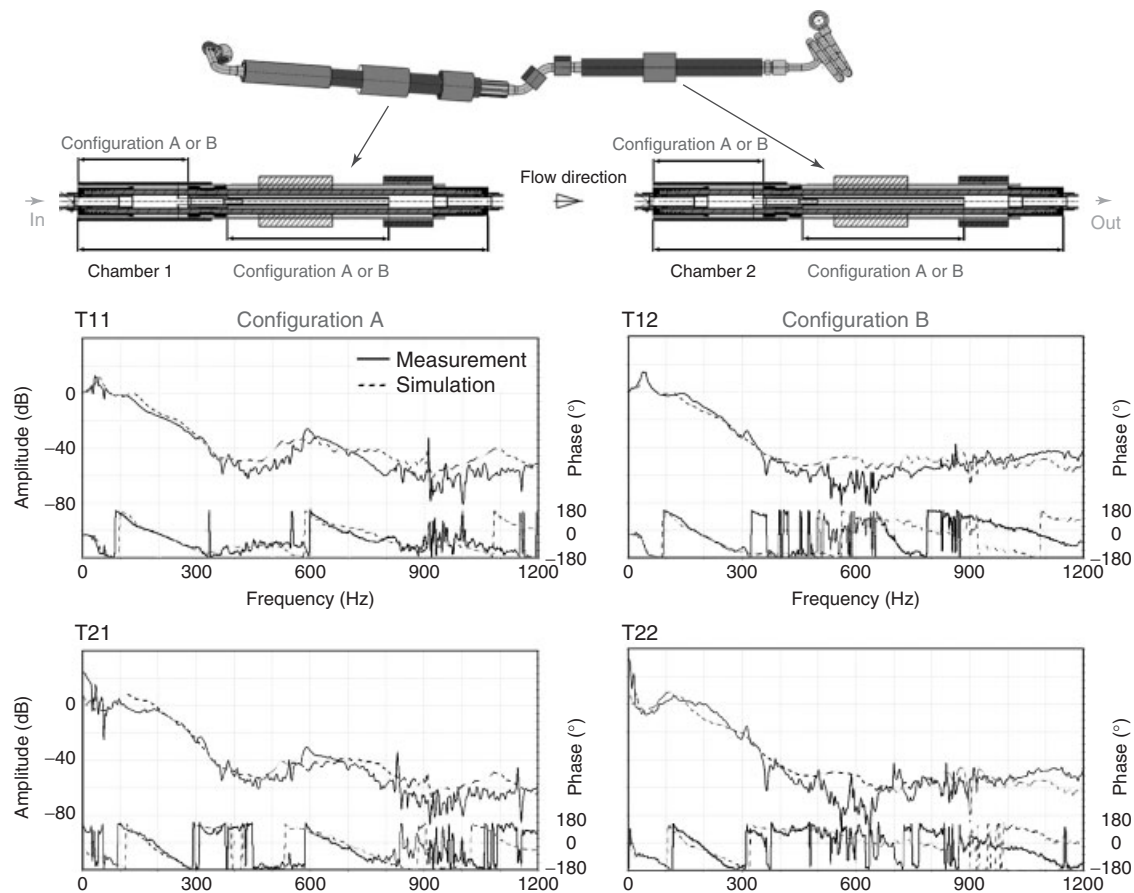 Configuration A or B
Configuration A or B
Flow direction
In
Out
Chamber 1
Configuration A or B
Chamber 2
Configuration A or B
T11
Configuration A
T12
Configuration B
Measurement
Simulation
Amplitude (dB)
0
−40
−80
Phase (°)
180
0
−180
Phase (°)
180
0
−180
0
300
600
900
1200
0
300
600
900
1200
Frequency (Hz)
Frequency (Hz)
T21
T22
Amplitude (dB)
0
−40
−80
Phase (°)
180
0
−180
Phase (°)
180
0
−180
0
300
600
900
1200
0
300
600
900
1200